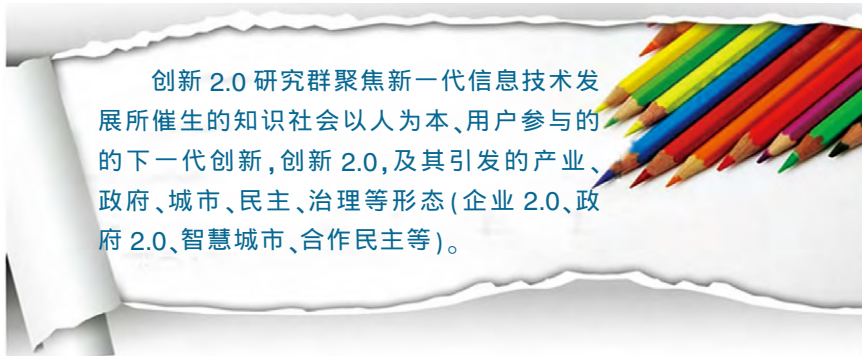 创新 2.0 研究群聚焦新一代信息技术发
展所催生的知识社会以人为本、用户参与的
的下一代创新,创新 2.0,及其引发的产业、
政府、城市、民主、治理等形态(企业 2.0、政
府 2.0、智慧城市、合作民主等)。